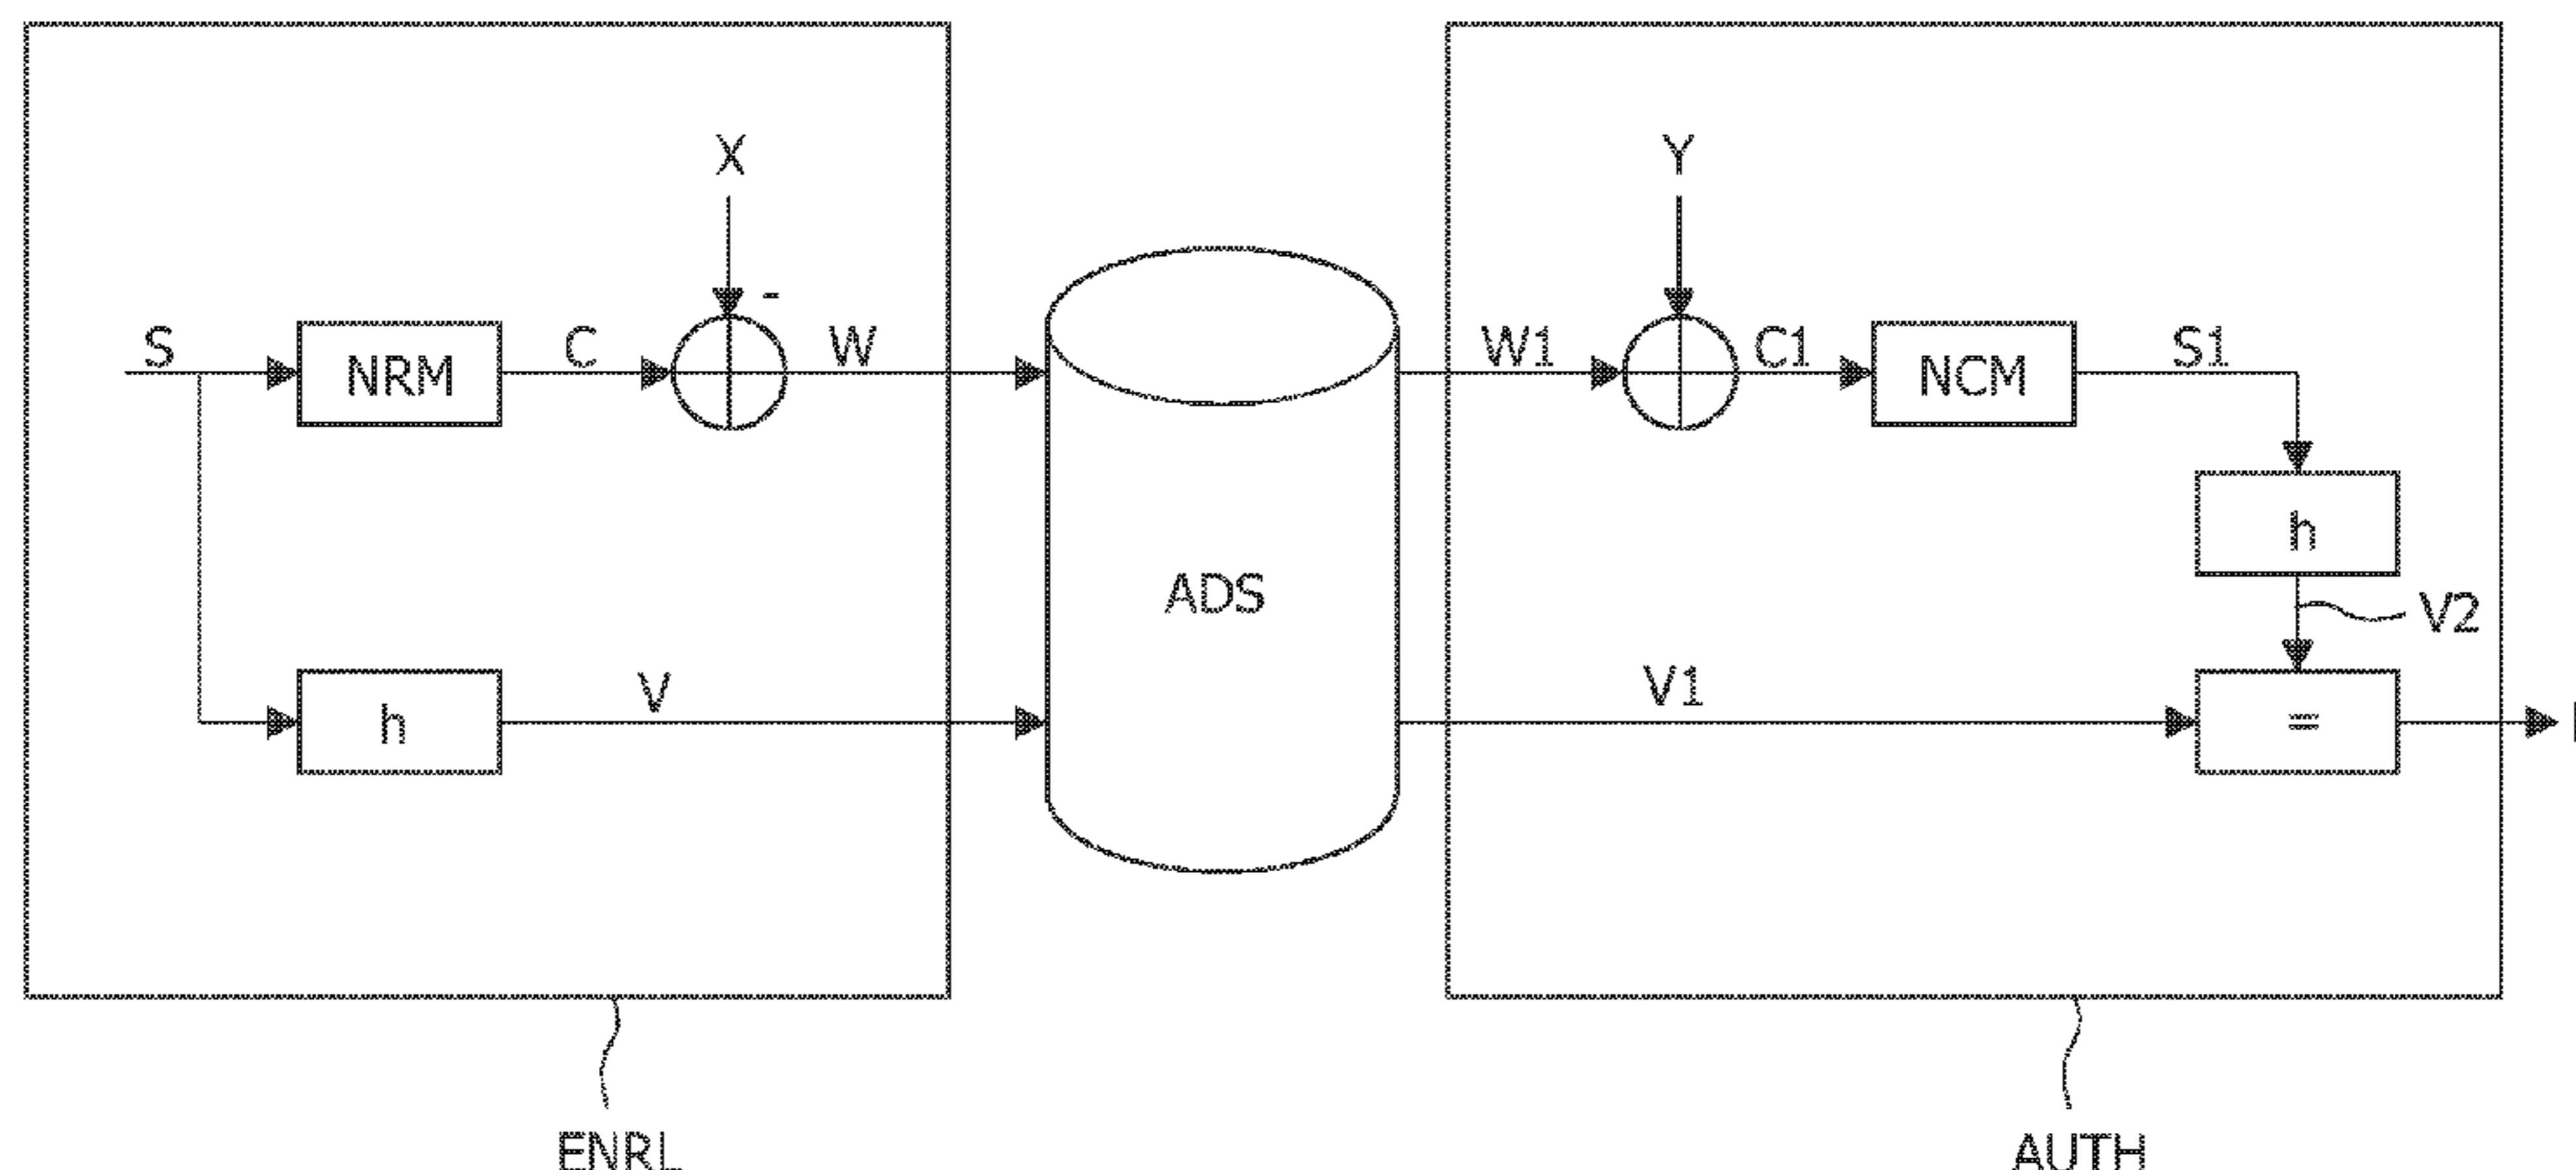 X
Y
-
S
NRM
C
W
W1
C1
NCM
S1
h
ADS
V2
h
V
V1
=
ENRL
AUTH